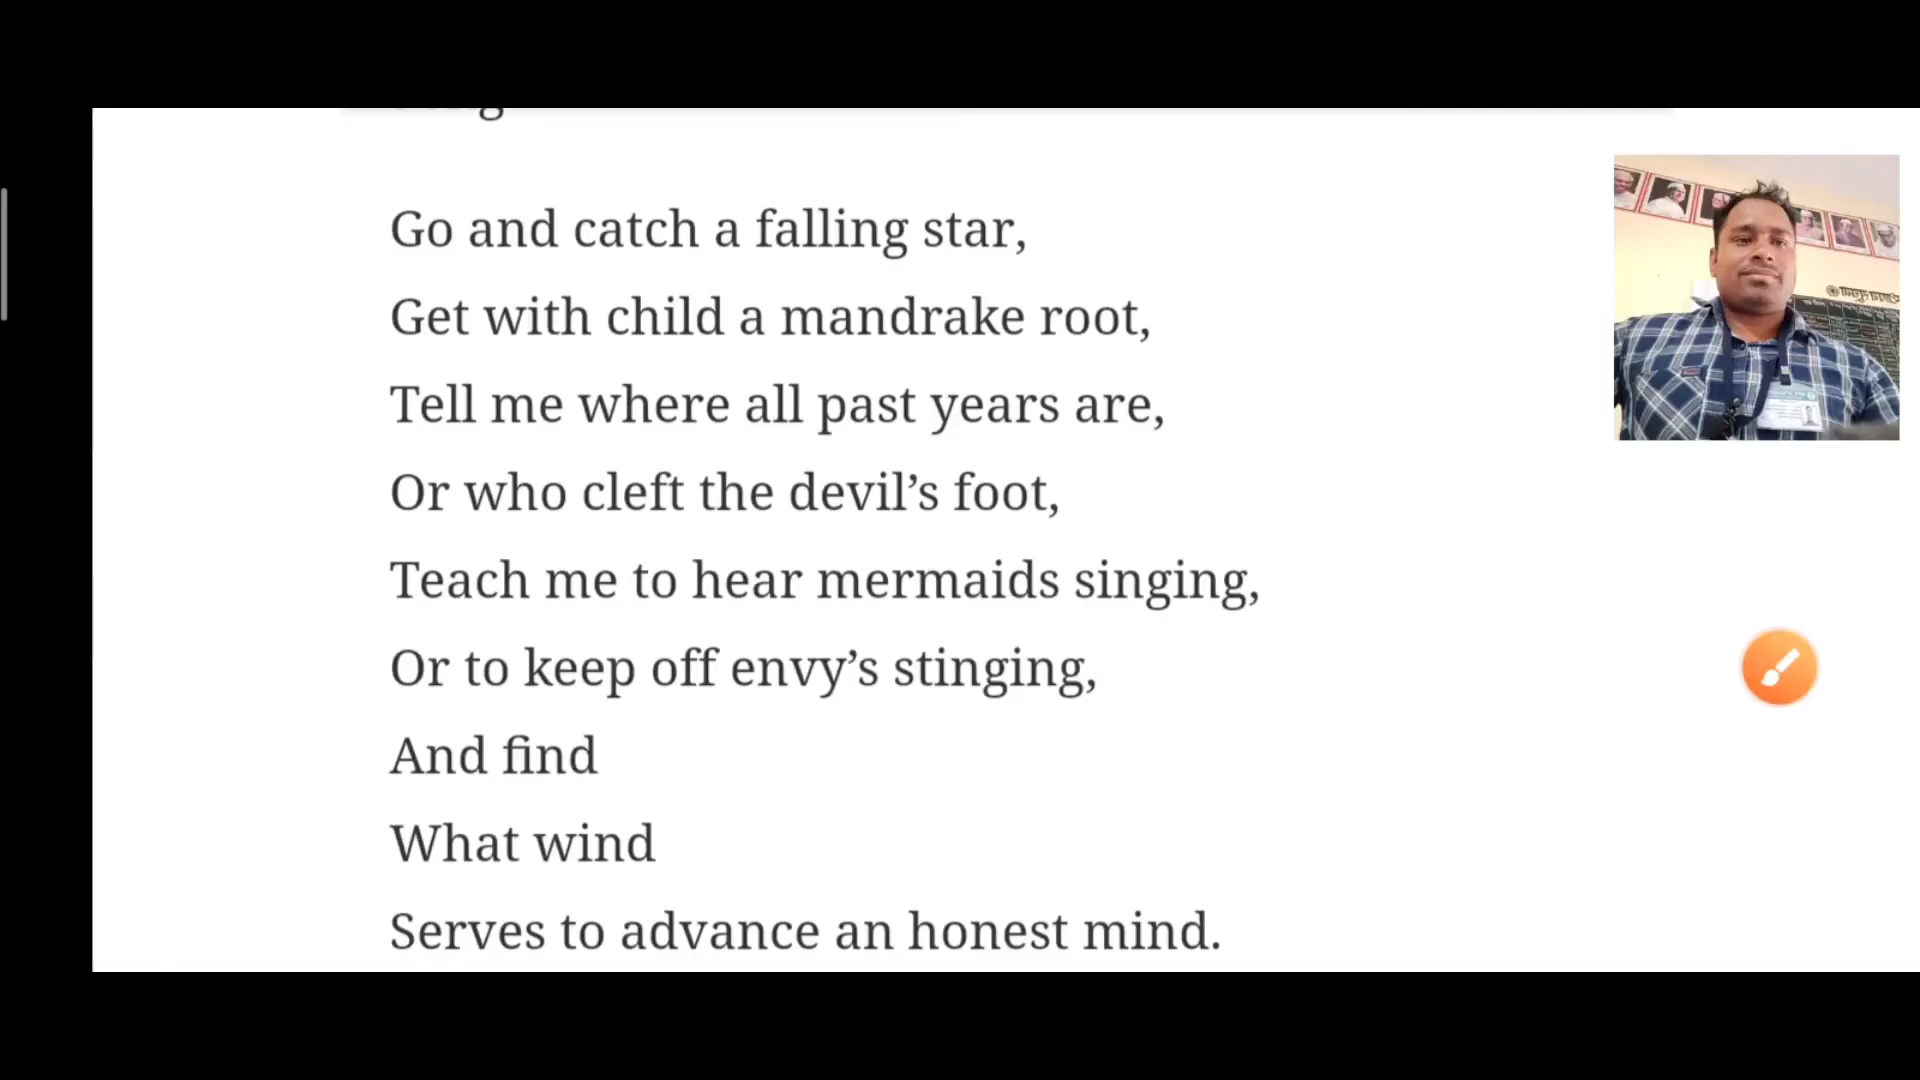 Go and catch a falling star,
Get with child a mandrake root,
Tell me where all past years are,
Or who cleft the devil’s foot,
Teach me to hear mermaids singing,
Or to keep off envy’s stinging,
And find
What wind
Serves to advance an honest mind.